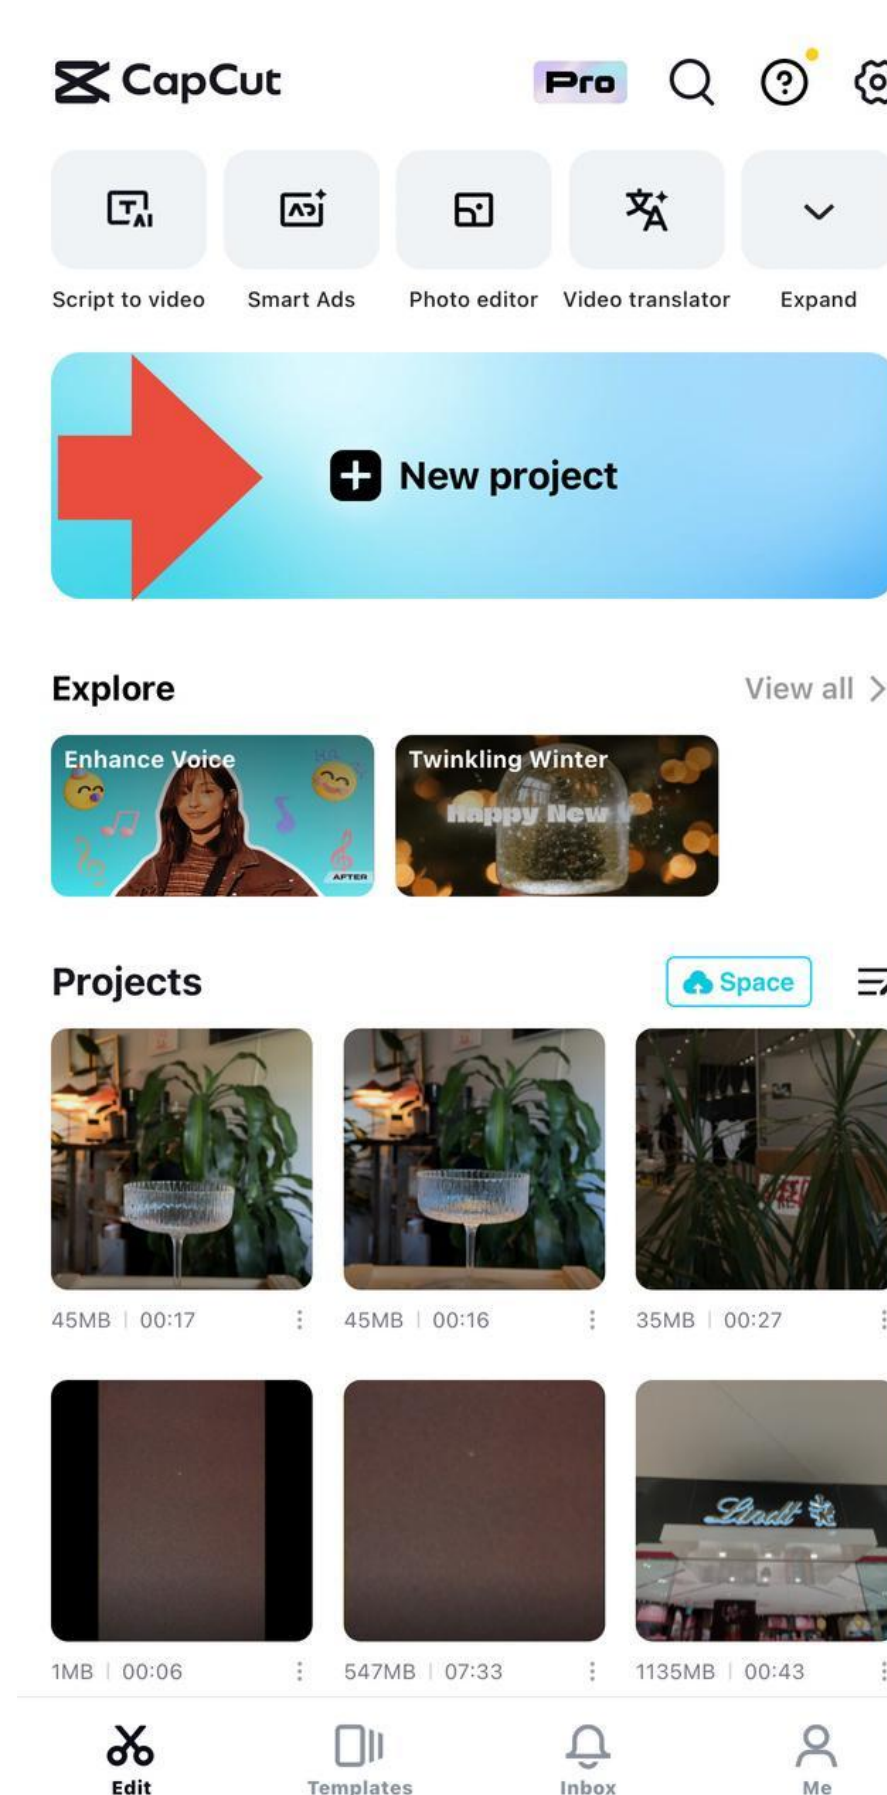 CapCut
Pro
Script to video
Smart Ads
Photo editor
Video translator
Expand
New project
Explore
View all
Enhance Voice
AFTER
Twinkling Winter
Happy New
Projects
Space
45MB | 00:17
45MB | 00:16
35MB | 00:27
Lindt
1MB | 00:06
547MB | 07:33
1135MB | 00:43
Edit
Templates
Inbox
Me